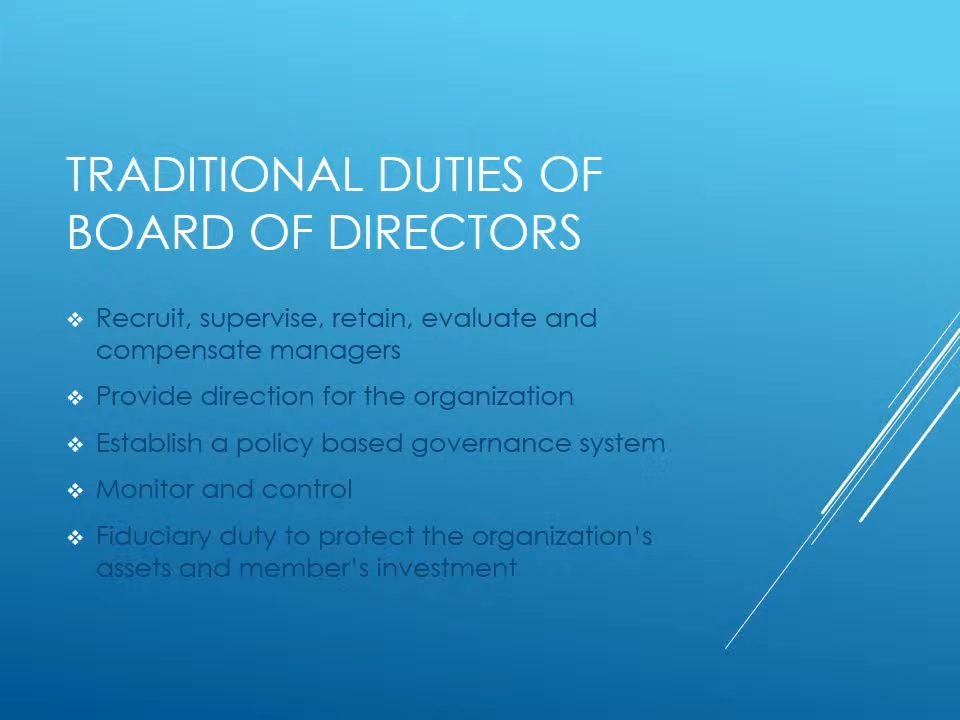 TRADITIONAL DUTIES OF
BOARD OF DIRECTORS
Recruit, supervise, retain, evaluate and
compensate managers
Provide direction for the organization
Establish a policy based governance system
Monitor and control
Fiduciary duty to protect the organization’s
assets and member’s investment